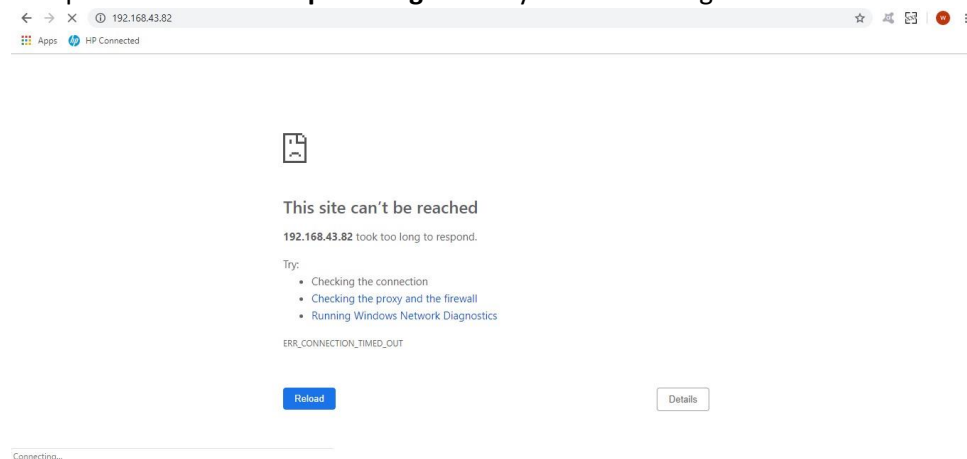 192.168.43.82
Apps HP Connected
This site can't be reached
192.168.43.82 took too long to respond.
Try:
• Checking the connection
• Checking the proxy and the firewall
• Running Windows Network Diagnostics
ERR_CONNECTION_TIMED_OUT
Reload Details
Connecting...